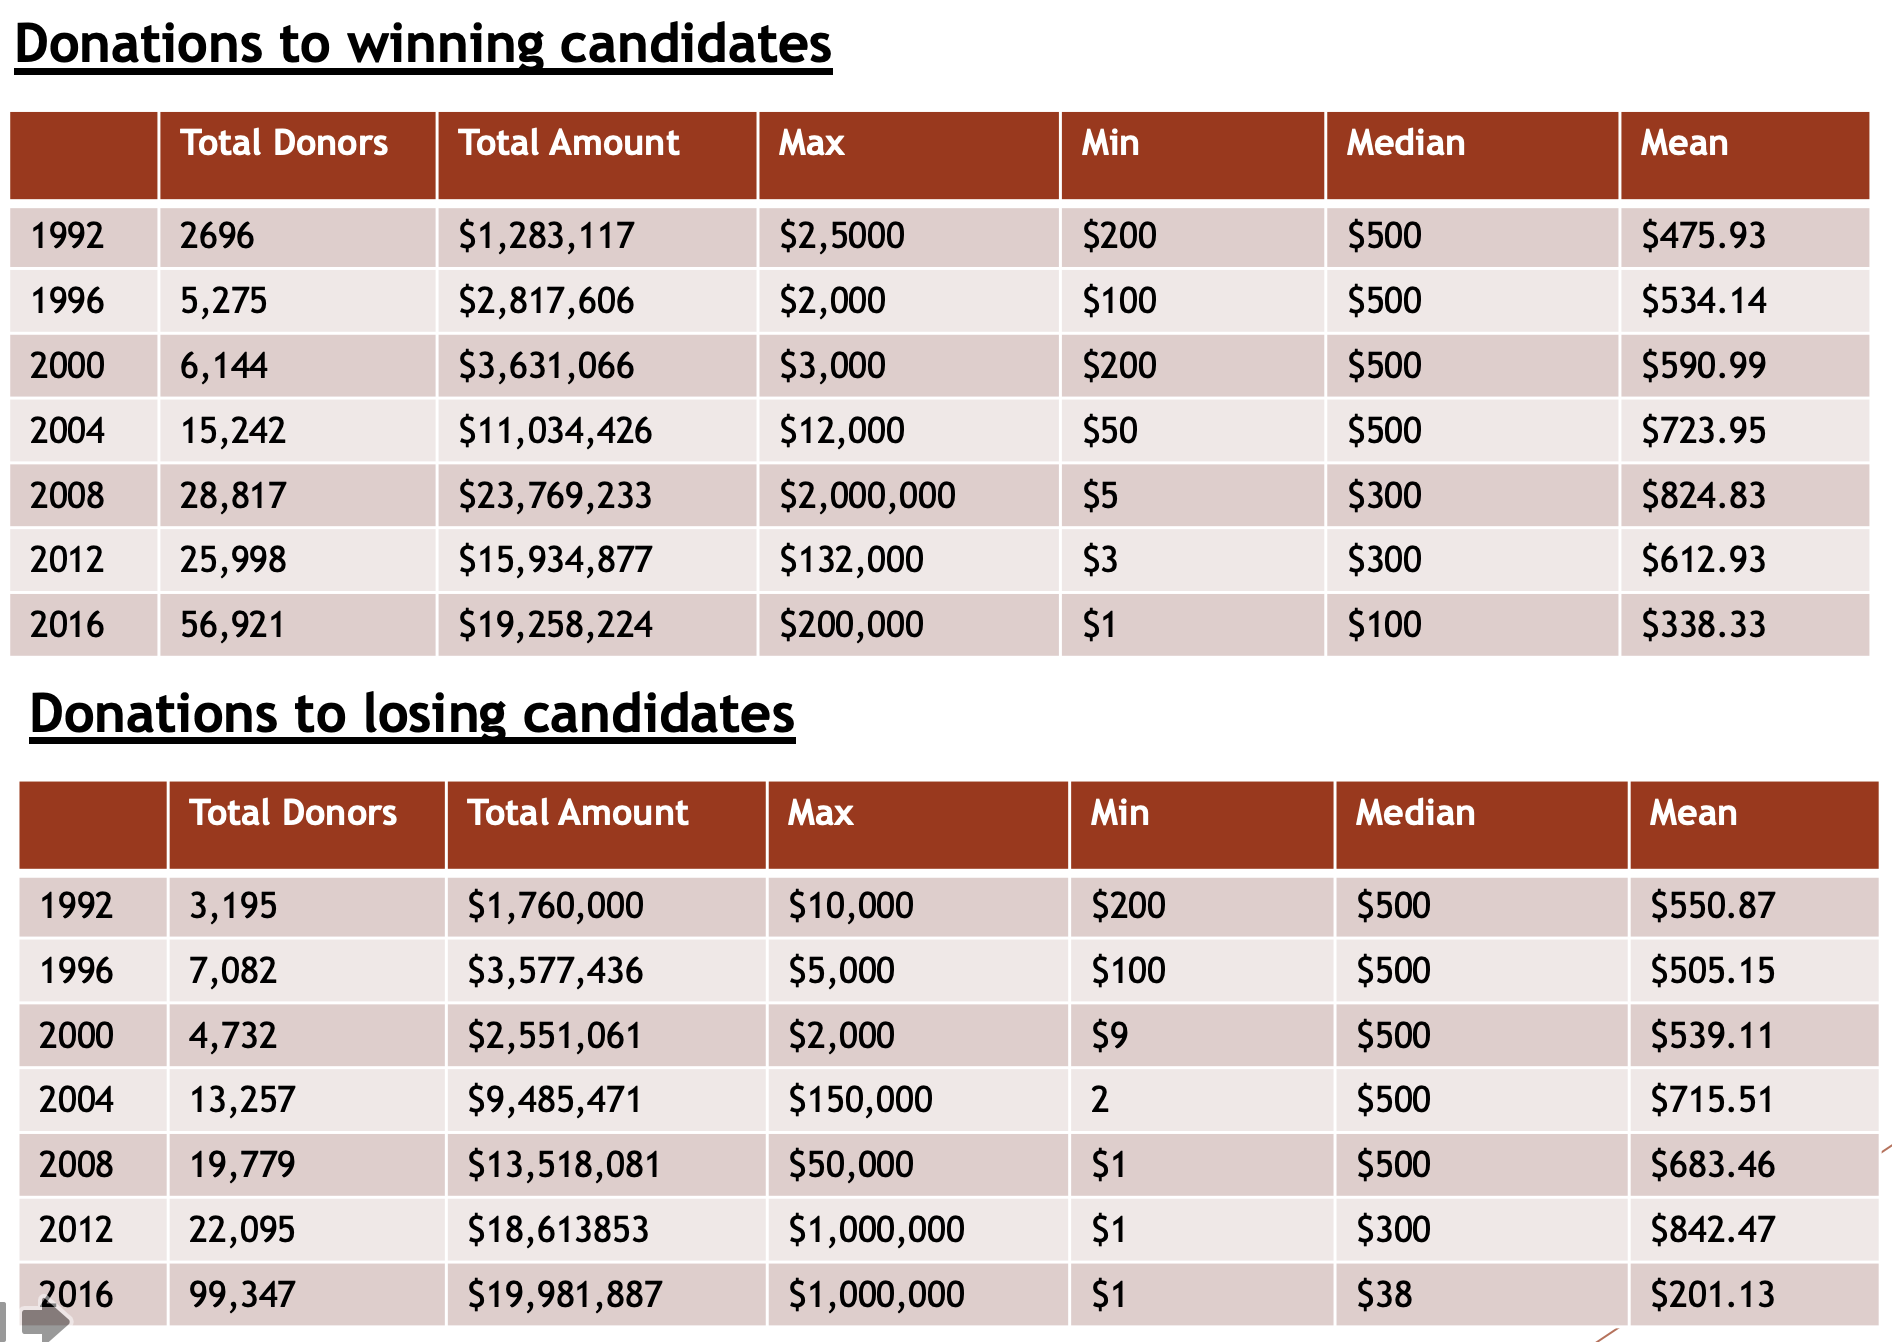 Donations to winning candidates
Total Donors Total Amount Max Min Median Mean
1992 2696 $1,283,117 $2,5000 $200 $500 $475.93
1996 5,275 $2,817,606 $2,000 $100 $500 $534.14
2000 6,144 $3,631,066 $3,000 $200 $500 $590.99
2004 15,242 $11,034,426 $12,000 $50 $500 $723.95
2008 28,817 $23,769,233 $2,000,000 $5 $300 $824.83
2012 25,998 $15,934,877 $132,000 $3 $300 $612.93
2016 56,921 $19,258,224 $200,000 $1 $100 $338.33
Donations to losing candidates
Total Donors Total Amount Max Min Median Mean
1992 3,195 $1,760,000 $10,000 $200 $500 $550.87
1996 7,082 $3,577,436 $5,000 $100 $500 $505.15
2000 4,732 $2,551,061 $2,000 $9 $500 $539.11
2004 13,257 $9,485,471 $150,000 2 $500 $715.51
2008 19,779 $13,518,081 $50,000 $1 $500 $683.46
2012 22,095 $18,613853 $1,000,000 $1 $300 $842.47
2016 99,347 $19,981,887 $1,000,000 $1 $38 $201.13